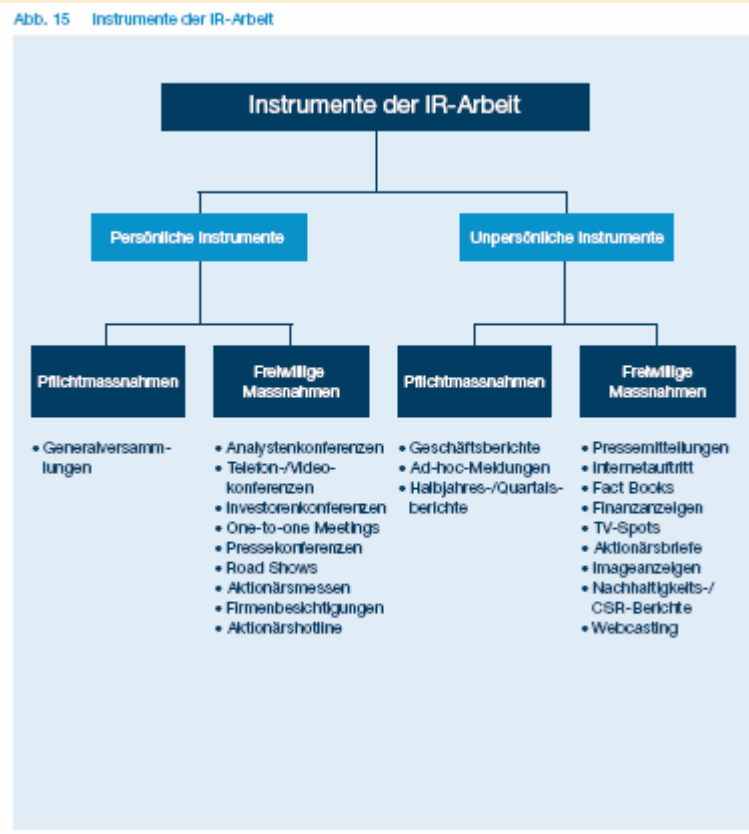 Abb. 15 Instrumente der IR-Arbeit
Instrumente der IR-Arbeit
Persönliche Instrumente
Unpersönliche Instrumente
Pflichtmassnahmen
• Generalversamm-
lungen
Freiwillige
Massnahmen
• Analystenkonferenzen
• Telefon-/Video-
konferenzen
• Investorenkonferenzen
• One-to-one Meetings
• Pressekonferenzen
• Road Shows
• Aktionärsmessen
• Firmenbesichtigungen
• Aktionärshotline
Pflichtmassnahmen
• Geschäftsberichte
• Ad-hoc-Meldungen
• Halbjahres-/Quartals-
berichte
Freiwillige
Massnahmen
• Pressemitteilungen
• Internetauftritt
• Fact Books
• Finanzanzeigen
• TV-Spots
• Aktionärsbriefe
• Imageanzeigen
• Nachhaltigkeits-/
CSR-Berichte
• Webcasting